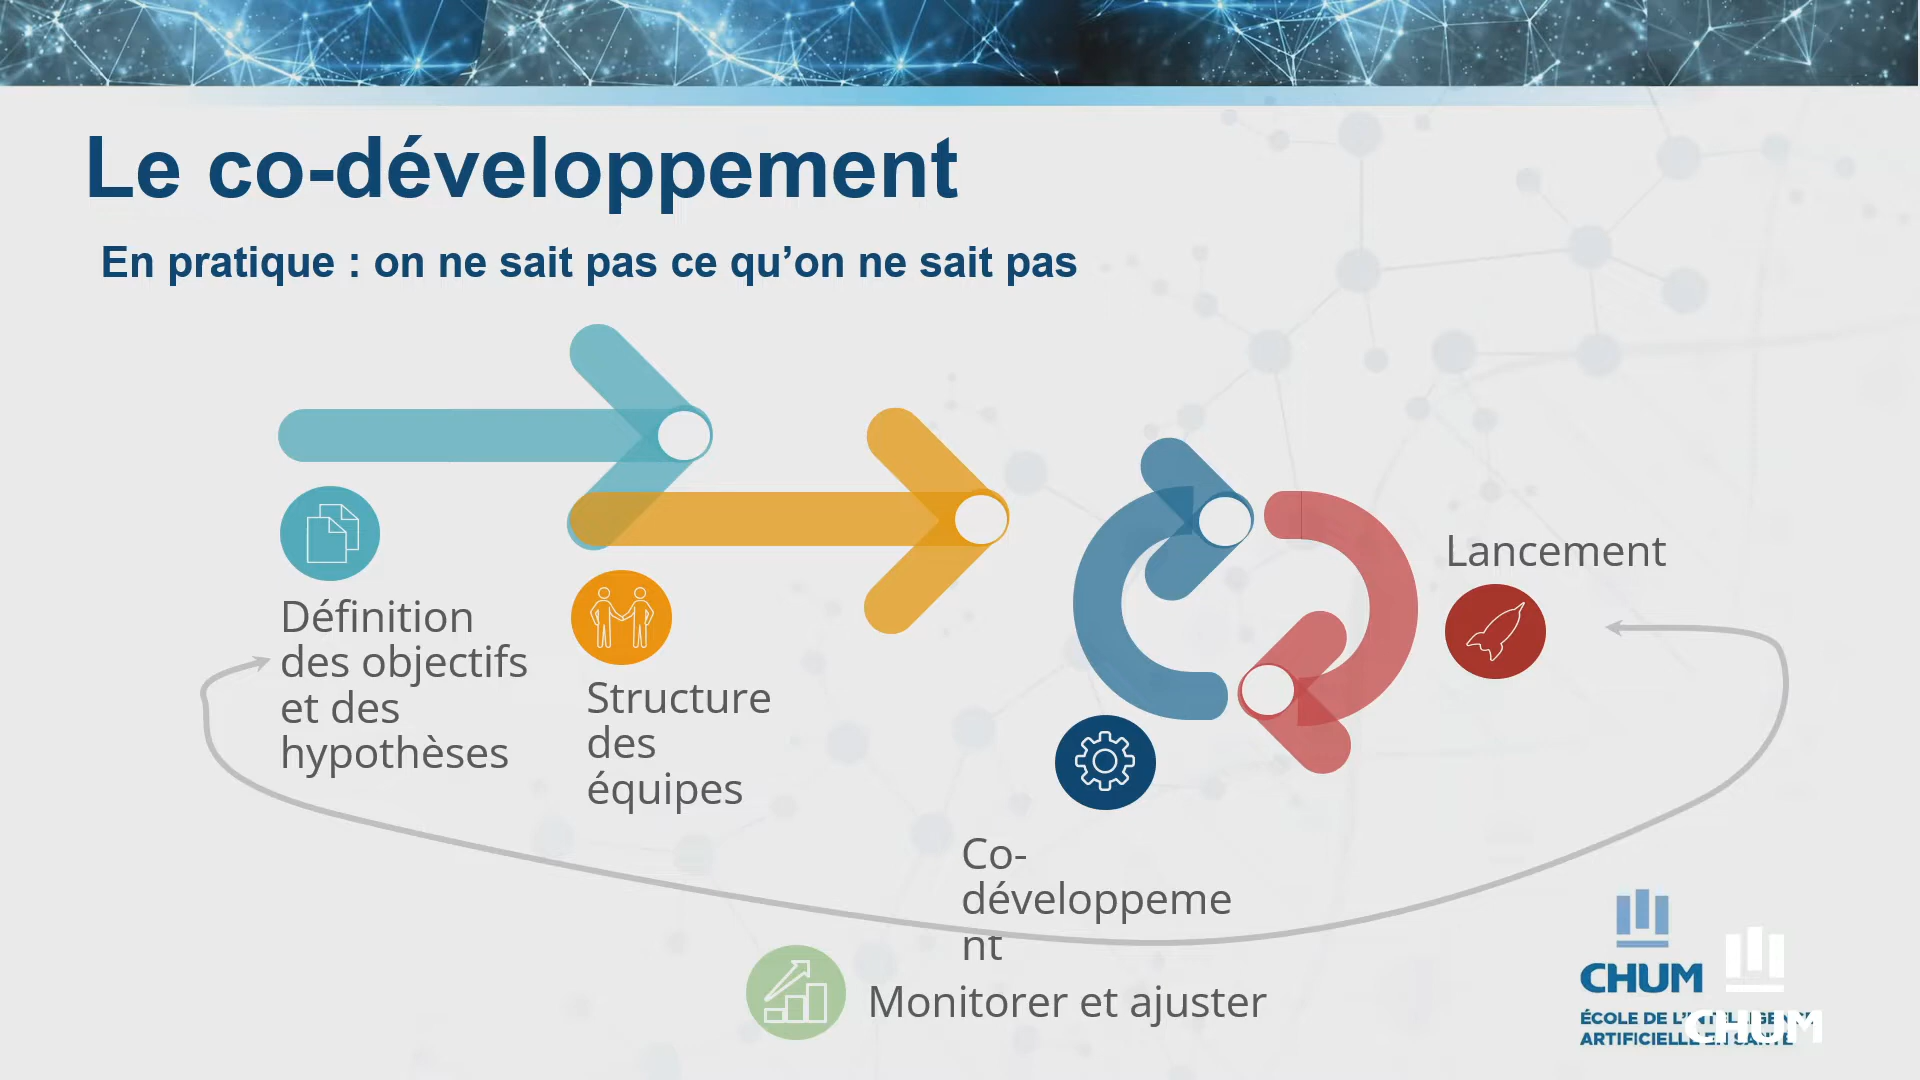 Le co-développement
En pratique : on ne sait pas ce qu’on ne sait pas
Définition
des objectifs
et des
hypothèses
Structure
des
équipes
Co-
développeme
nt
Lancement
Monitorer et ajuster
CHUM
ÉCOLE DE L'INTELLIGENCE
ARTIFICIELLE EN SANTÉ
CHUM